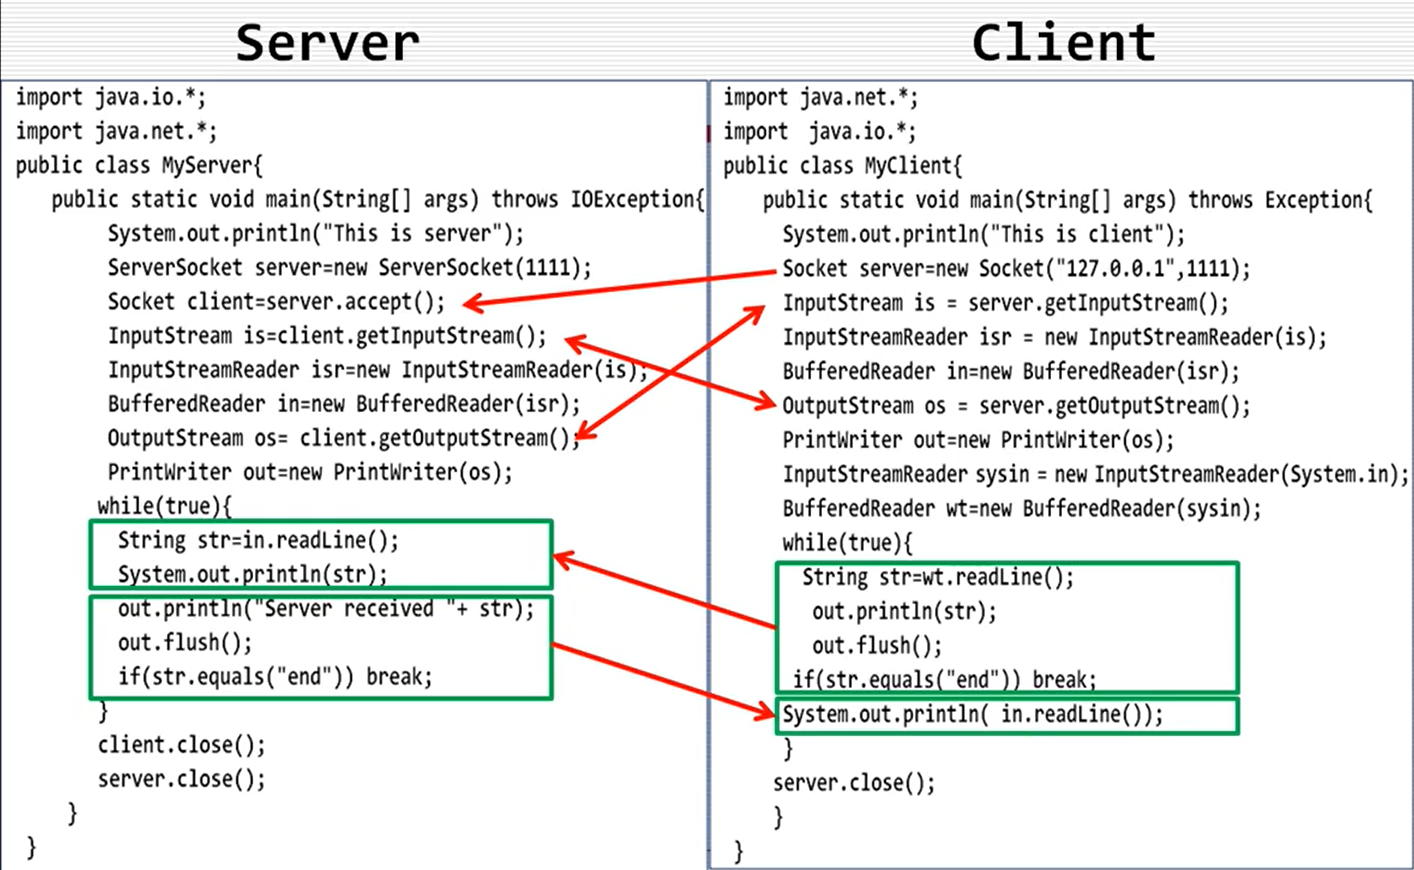 Server
import java.io.*;
import java.net.*;
public class MyServer{
public static void main(String[] args) throws IOException{
System.out.println("This is server");
ServerSocket server=new ServerSocket(1111);
Socket client=server.accept();
InputStream is=client.getInputStream();
InputStreamReader isr=new InputStreamReader(is);
BufferedReader in=new BufferedReader(isr);
OutputStream os= client.getOutputStream();
PrintWriter out=new PrintWriter(os);
while(true){
String str=in.readLine();
System.out.println(str);
out.println("Server received "+ str);
out.flush();
if(str.equals("end")) break;
}
client.close();
server.close();
}
}
Client
import java.net.*;
import java.io.*;
public class MyClient{
public static void main(String[] args) throws Exception{
System.out.println("This is client");
Socket server=new Socket("127.0.0.1",1111);
InputStream is = server.getInputStream();
InputStreamReader isr = new InputStreamReader(is);
BufferedReader in=new BufferedReader(isr);
OutputStream os = server.getOutputStream();
PrintWriter out=new PrintWriter(os);
InputStreamReader sysin = new InputStreamReader(System.in);
BufferedReader wt=new BufferedReader(sysin);
while(true){
String str=wt.readLine();
out.println(str);
out.flush();
if(str.equals("end")) break;
System.out.println( in.readLine());
}
server.close();
}
}